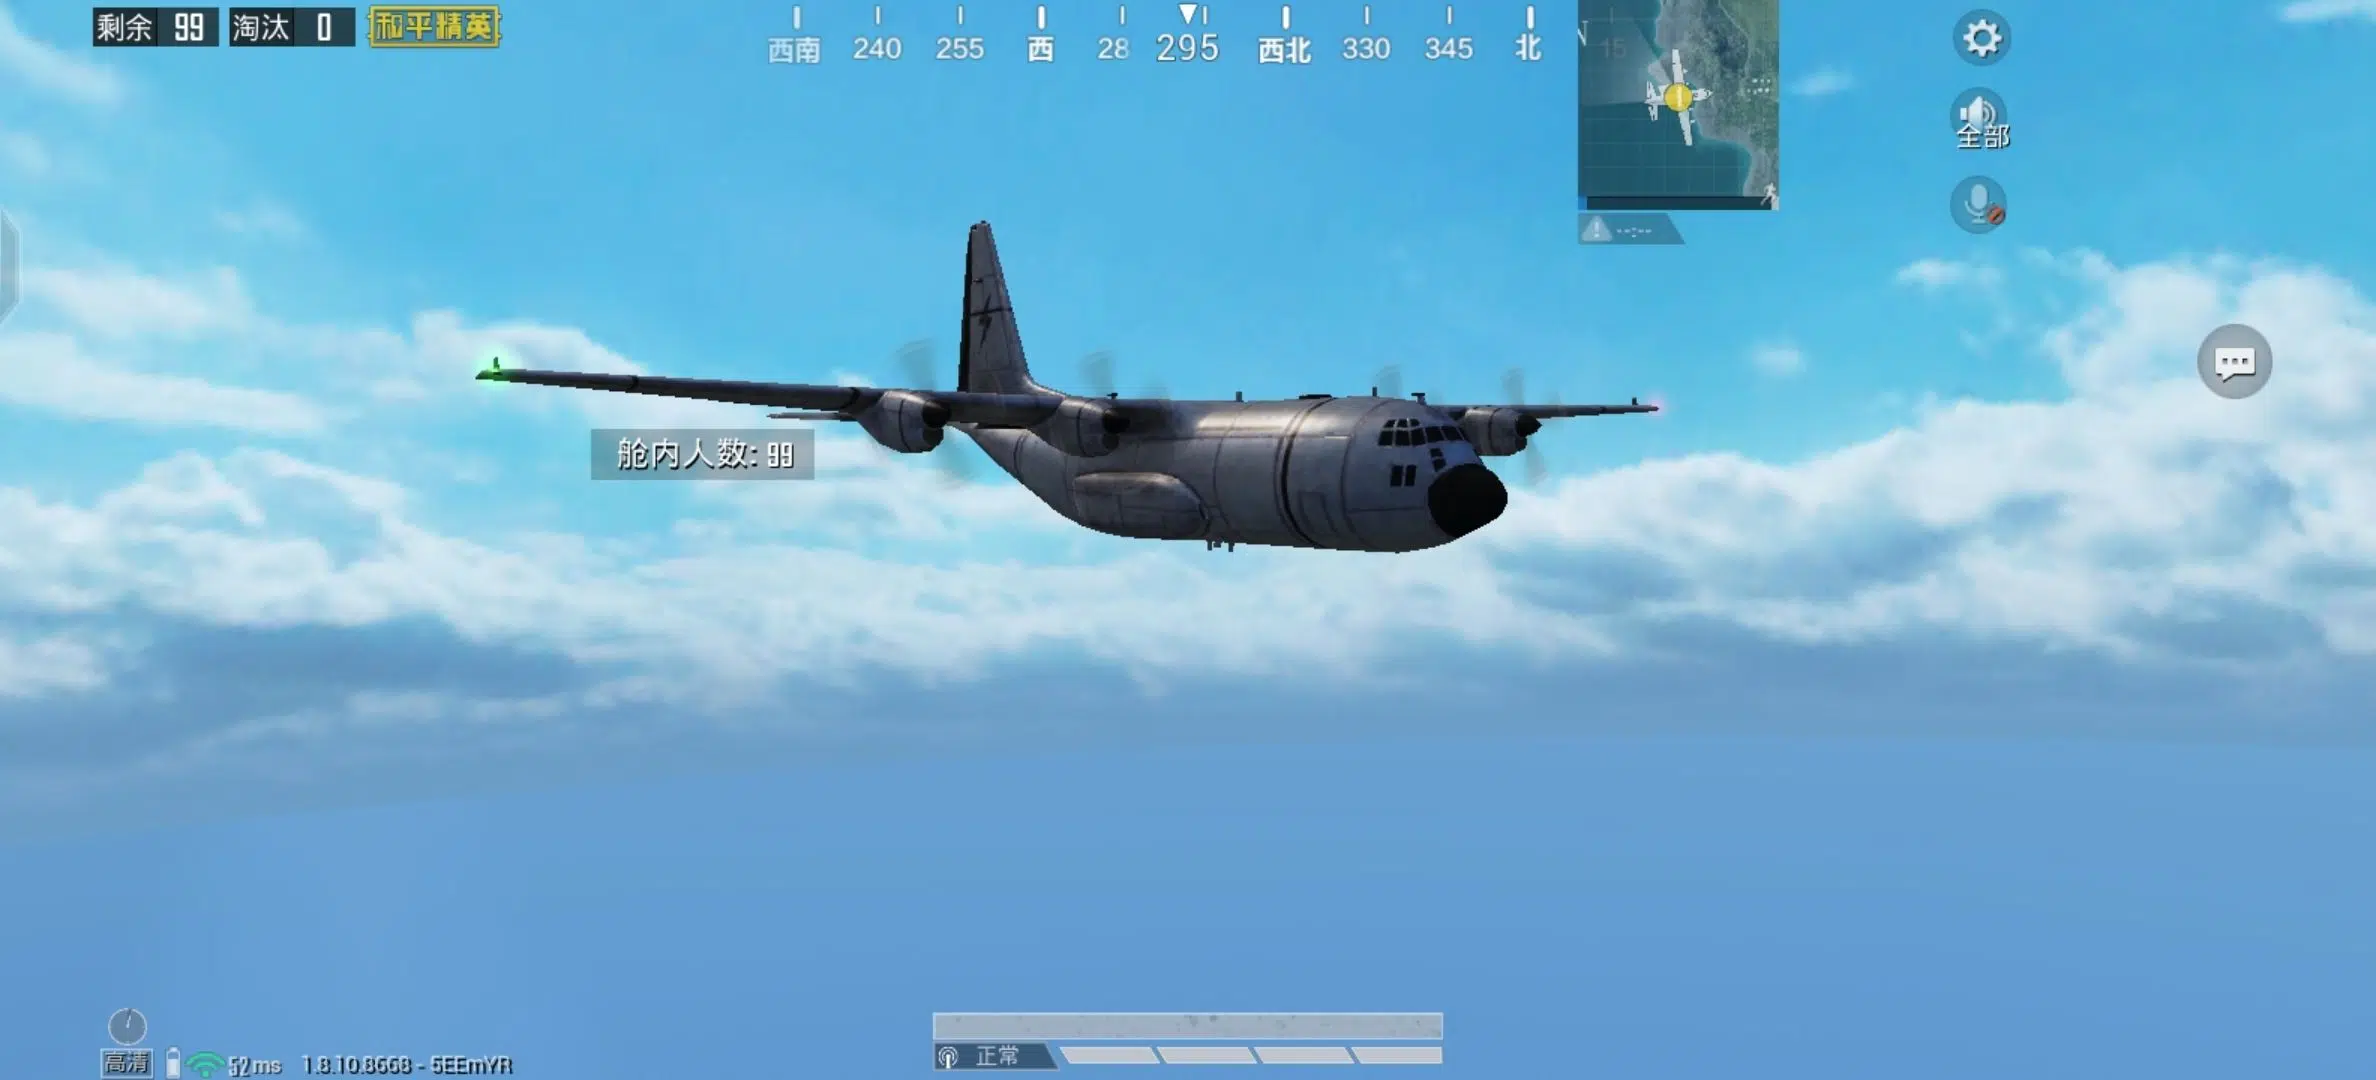 剩余 99 淘汰 0 和平精英
西南 240 255 西 28 295 西北 330 345 北
N 15
全部
舱内人数: 99
正常
高清 52ms 1.8.10.8668 - 5EEmYR